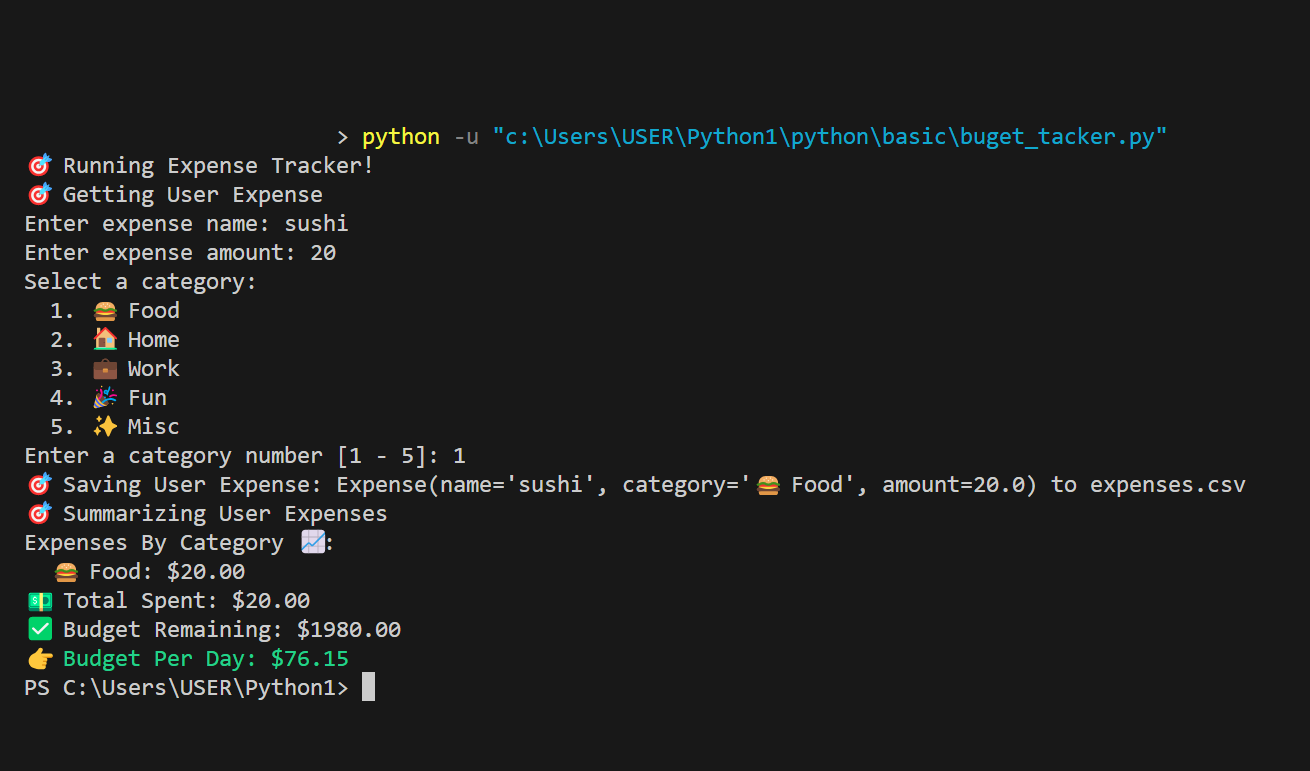 > python -u "c:\Users\USER\Python1\python\basic\buget_tacker.py"
🎯 Running Expense Tracker!
🎯 Getting User Expense
Enter expense name: sushi
Enter expense amount: 20
Select a category:
  1. 🍔 Food
  2. 🏠 Home
  3. 💼 Work
  4. 🎉 Fun
  5. ✨ Misc
Enter a category number [1 - 5]: 1
🎯 Saving User Expense: Expense(name='sushi', category='🍔 Food', amount=20.0) to expenses.csv
🎯 Summarizing User Expenses
Expenses By Category 📈:
  🍔 Food: $20.00
💵 Total Spent: $20.00
✅ Budget Remaining: $1980.00
👉 Budget Per Day: $76.15
PS C:\Users\USER\Python1>